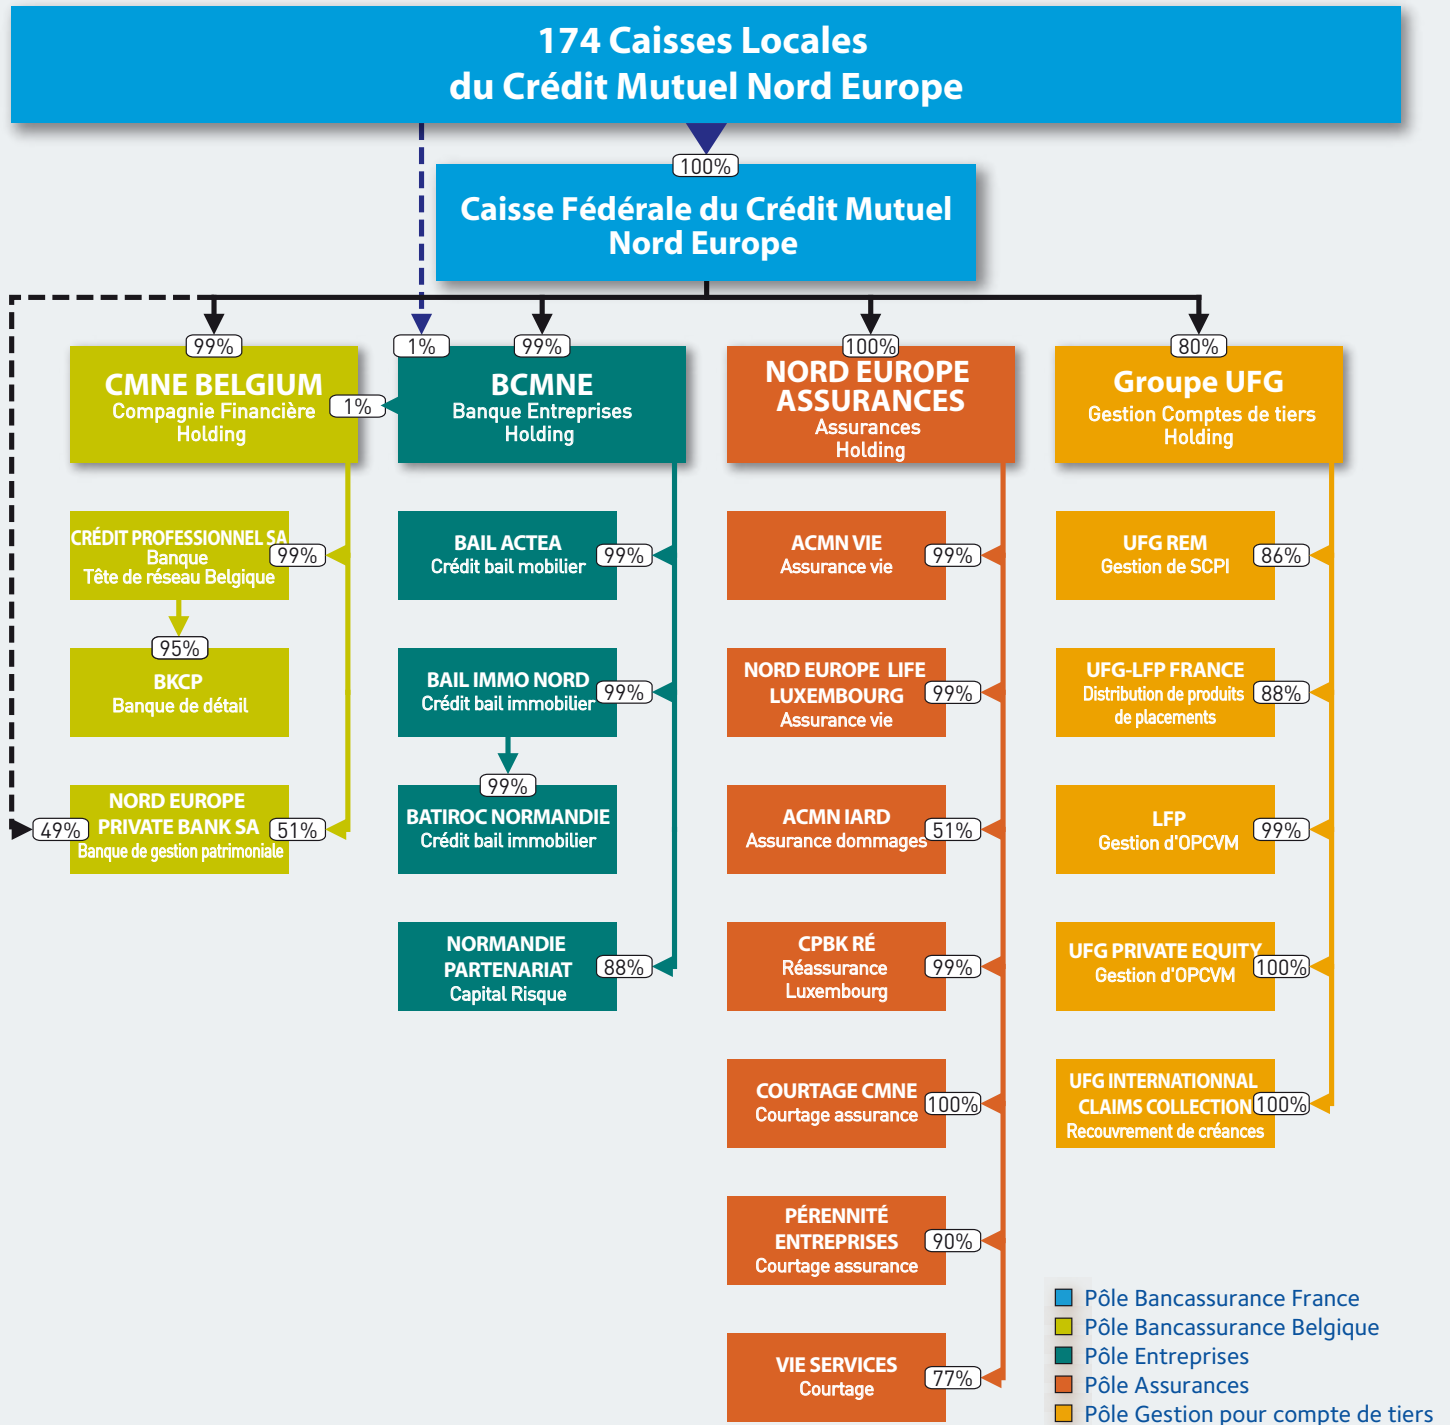 174 Caisses Locales
du Crédit Mutuel Nord Europe
100%
Caisse Fédérale du Crédit Mutuel
Nord Europe
99%
1%
99%
100%
80%
CMNE BELGIUM
Compagnie Financière
Holding
1%
BCMNE
Banque Entreprises
Holding
NORD EUROPE
ASSURANCES
Assurances
Holding
Groupe UFG
Gestion Comptes de tiers
Holding
CRÉDIT PROFESSIONNEL SA
Banque
Tête de réseau Belgique
99%
95%
BKCP
Banque de détail
49%
NORD EUROPE
PRIVATE BANK SA
Banque de gestion patrimoniale
51%
BAIL ACTEA
Crédit bail mobilier
99%
BAIL IMMO NORD
Crédit bail immobilier
99%
99%
BATIROC NORMANDIE
Crédit bail immobilier
NORMANDIE
PARTENARIAT
Capital Risque
88%
ACMN VIE
Assurance vie
99%
NORD EUROPE LIFE
LUXEMBOURG
Assurance vie
99%
ACMN IARD
Assurance dommages
51%
CPBK RÉ
Réassurance
Luxembourg
99%
COURTAGE CMNE
Courtage assurance
100%
PÉRENNITÉ
ENTREPRISES
Courtage assurance
90%
VIE SERVICES
Courtage
77%
UFG REM
Gestion de SCPI
86%
UFG-LFP FRANCE
Distribution de produits
de placements
88%
LFP
Gestion d'OPCVM
99%
UFG PRIVATE EQUITY
Gestion d'OPCVM
100%
UFG INTERNATIONNAL
CLAIMS COLLECTION
Recouvrement de créances
100%
Pôle Bancassurance France
Pôle Bancassurance Belgique
Pôle Entreprises
Pôle Assurances
Pôle Gestion pour compte de tiers